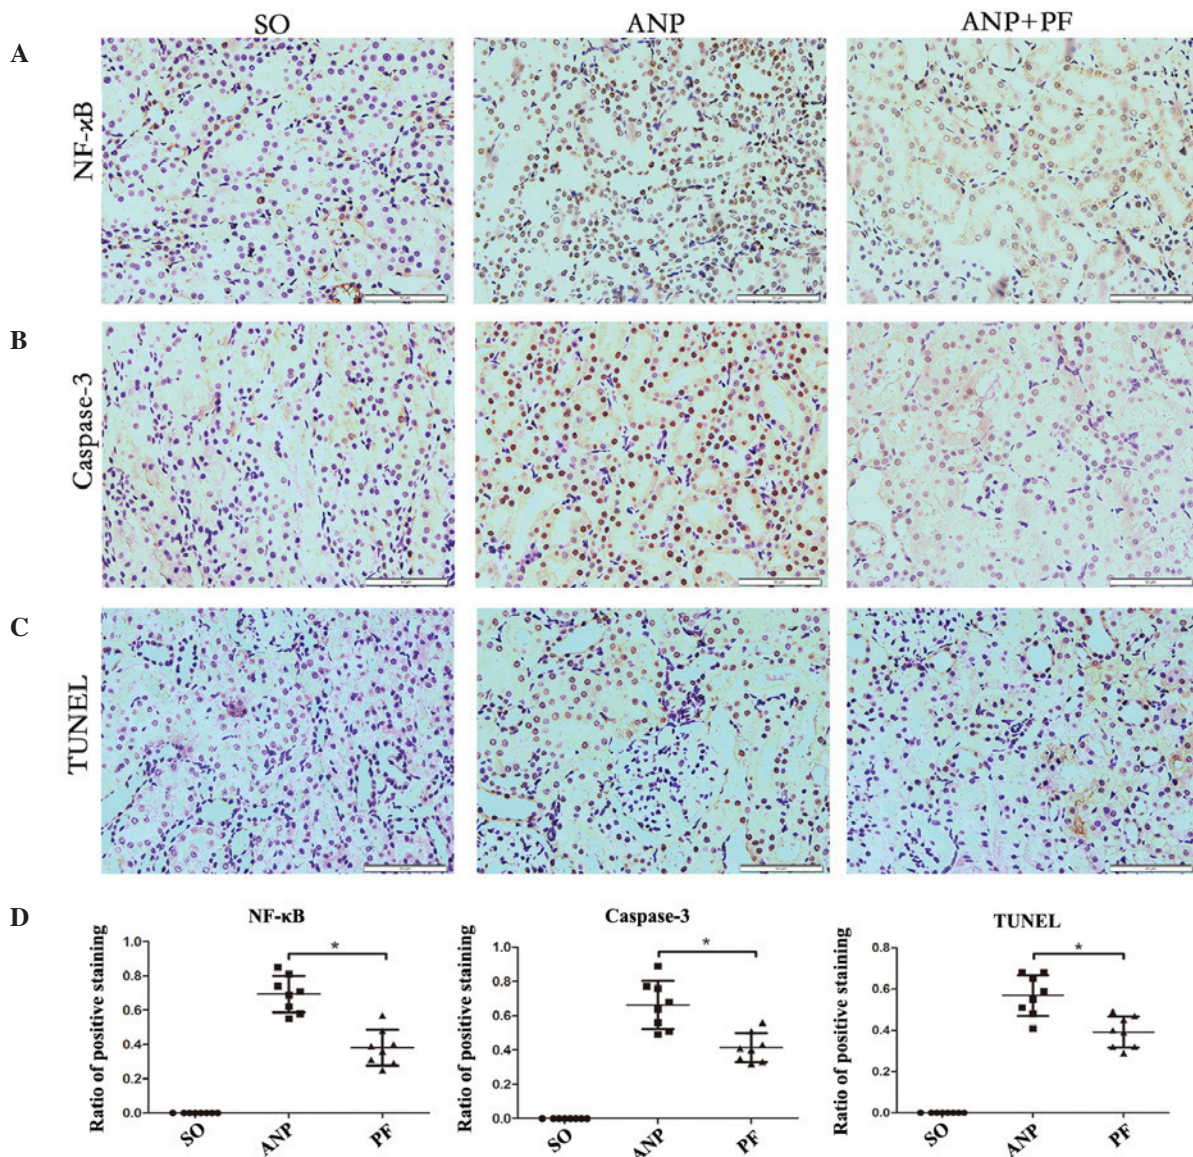 SO ANP ANP+PF
A
NF-ϰB
B
Caspase-3
C
TUNEL
D
NF-κB Caspase-3 TUNEL
Ratio of positive staining
1.0
0.8
0.6
0.4
0.2
0.0
*
SO ANP PF
Ratio of positive staining
1.0
0.8
0.6
0.4
0.2
0.0
*
SO ANP PF
Ratio of positive staining
0.8
0.6
0.4
0.2
0.0
*
SO ANP PF